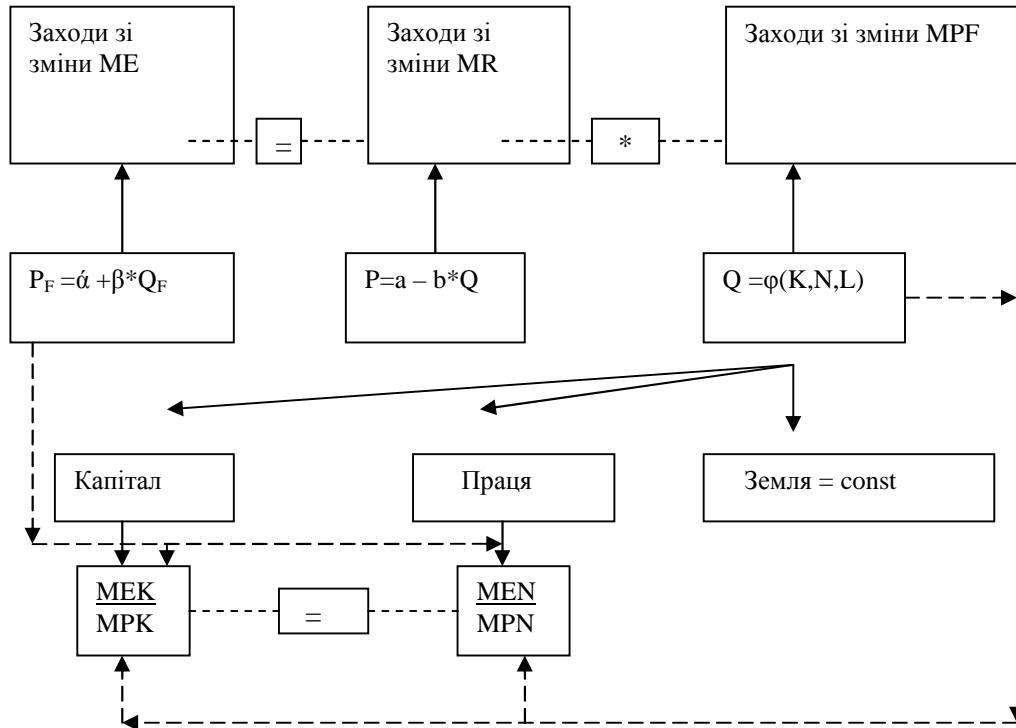 Заходи зі
зміни ME
Заходи зі
зміни MR
Заходи зі зміни MPF
=
*
P_F =ά +β*Q_F
P=a – b*Q
Q =φ(K,N,L)
Капітал
Праця
Земля = const
MEK
MPK
=
MEN
MPN